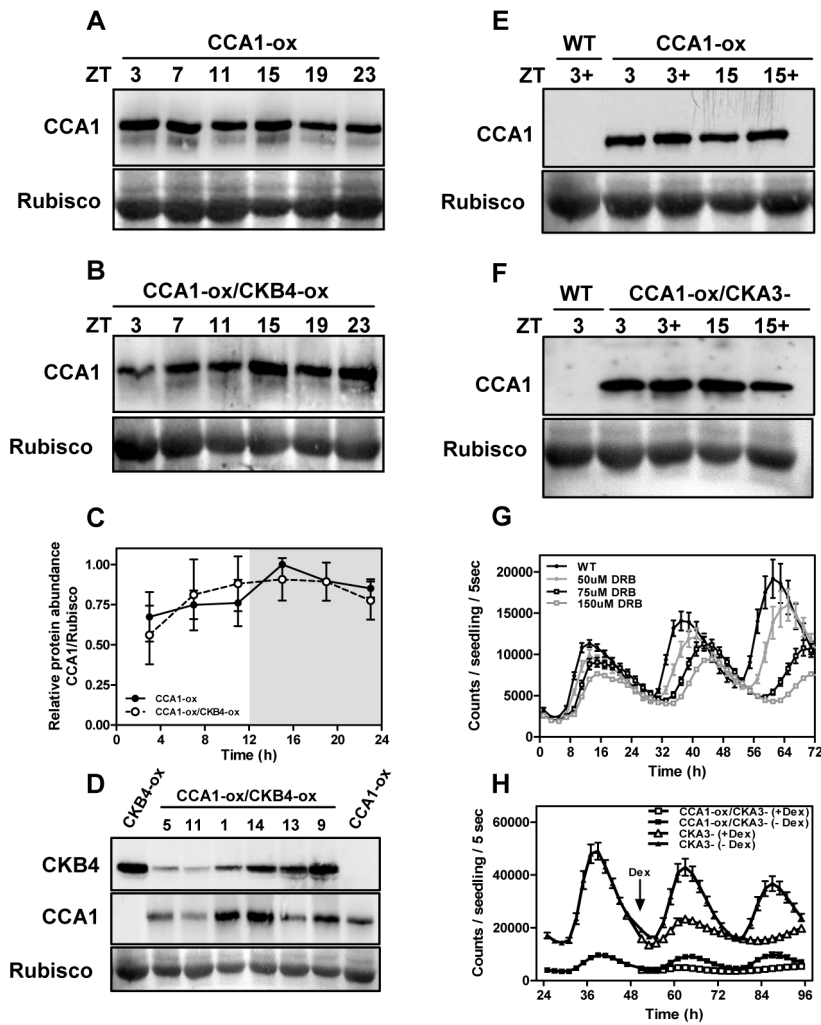 A
CCA1-ox
ZT 3 7 11 15 19 23
CCA1
Rubisco
B
CCA1-ox/CKB4-ox
ZT 3 7 11 15 19 23
CCA1
Rubisco
C
Relative protein abundance
CCA1/Rubisco
1.00
0.75
0.50
0.25
0.00
CCA1-ox
CCA1-ox/CKB4-ox
0 4 8 12 16 20 24
Time (h)
D
CKB4-ox
CCA1-ox/CKB4-ox
CCA1-ox
5 11 1 14 13 9
CKB4
CCA1
Rubisco
E
WT CCA1-ox
ZT 3+ 3 3+ 15 15+
CCA1
Rubisco
F
WT CCA1-ox/CKA3-
ZT 3 3 3+ 15 15+
CCA1
Rubisco
G
Counts / seedling / 5sec
20000
15000
10000
5000
0
WT
50uM DRB
75uM DRB
150uM DRB
0 8 16 24 32 40 48 56 64 72
Time (h)
H
Counts / seedling / 5 sec
60000
40000
20000
0
CCA1-ox/CKA3- (+Dex)
CCA1-ox/CKA3- (- Dex)
CKA3- (+Dex)
CKA3- (- Dex)
Dex
24 36 48 60 72 84 96
Time (h)